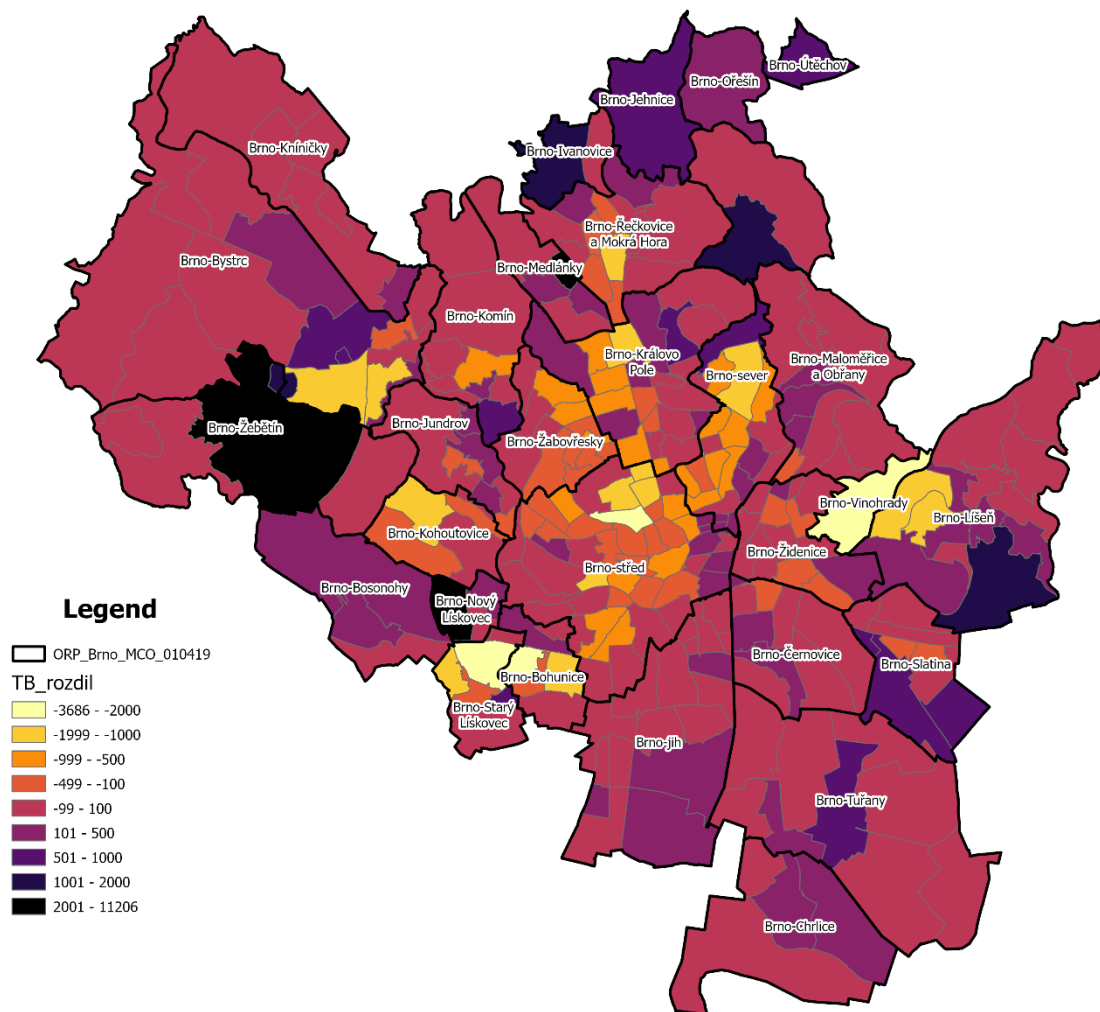 Brno-Útěchov
Brno-Ořešín
Brno-Jehnice
Brno-Ivanovice
Brno-Kníničky
Brno-Řečkovice
a Mokrá Hora
Brno-Bystrc
Brno-Medlánky
Brno-Komín
Brno-Královo
Pole
Brno-Maloměřice
a Obřany
Brno-sever
Brno-Žebětín
Brno-Jundrov
Brno-Žabovřesky
Brno-Vinohrady
Brno-Líšeň
Brno-Kohoutovice
Brno-Židenice
Brno-střed
Brno-Bosonohy
Brno-Nový
Lískovec
Brno-Černovice
Brno-Slatina
Brno-Bohunice
Brno-Starý
Lískovec
Brno-jih
Brno-Tuřany
Brno-Chrlice
Legend
ORP_Brno_MCO_010419
TB_rozdil
-3686 - -2000
-1999 - -1000
-999 - -500
-499 - -100
-99 - 100
101 - 500
501 - 1000
1001 - 2000
2001 - 11206